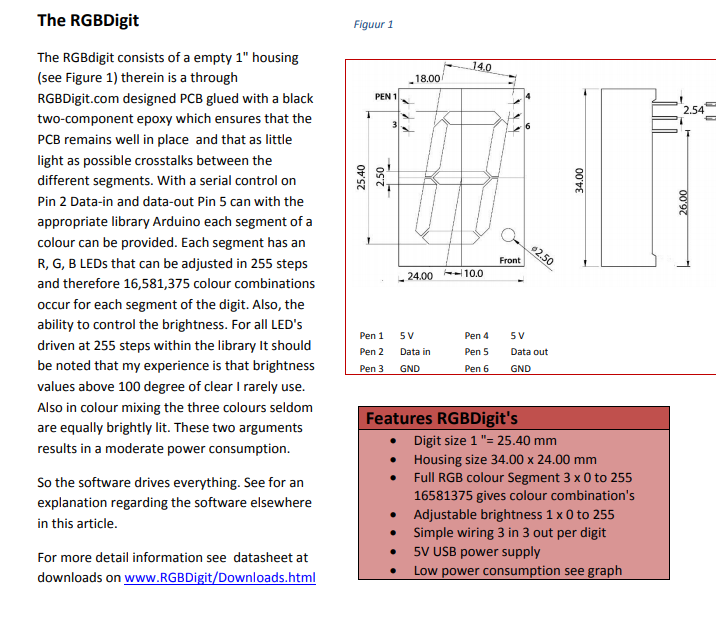 The RGBDigit
The RGBdigit consists of a empty 1" housing
(see Figure 1) therein is a through
RGBDigit.com designed PCB glued with a black
two-component epoxy which ensures that the
PCB remains well in place  and that as little
light as possible crosstalks between the
different segments. With a serial control on
Pin 2 Data-in and data-out Pin 5 can with the
appropriate library Arduino each segment of a
colour can be provided. Each segment has an
R, G, B LEDs that can be adjusted in 255 steps
and therefore 16,581,375 colour combinations
occur for each segment of the digit. Also, the
ability to control the brightness. For all LED's
driven at 255 steps within the library It should
be noted that my experience is that brightness
values above 100 degree of clear I rarely use.
Also in colour mixing the three colours seldom
are equally brightly lit. These two arguments
results in a moderate power consumption.
So the software drives everything. See for an
explanation regarding the software elsewhere
in this article.
For more detail information see  datasheet at
downloads on www.RGBDigit/Downloads.html
Figuur 1
14.0
18.00
PEN 1
4
3
6
25.40
2.50
Front
ø2.50
24.00
10.0
34.00
2.54
26.00
Pen 1 5 V Pen 4 5 V
Pen 2 Data in Pen 5 Data out
Pen 3 GND Pen 6 GND
Features RGBDigit's
• Digit size 1 "= 25.40 mm
• Housing size 34.00 x 24.00 mm
• Full RGB colour Segment 3 x 0 to 255
16581375 gives colour combination's
• Adjustable brightness 1 x 0 to 255
• Simple wiring 3 in 3 out per digit
• 5V USB power supply
• Low power consumption see graph